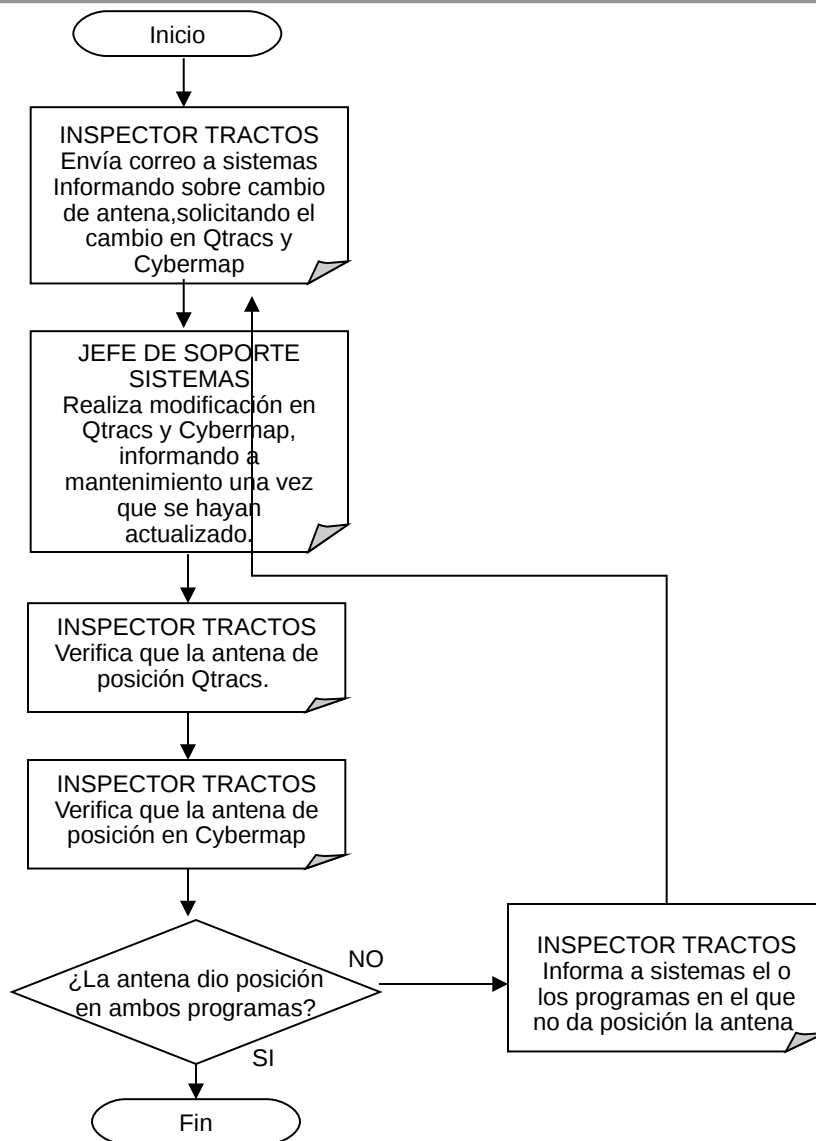 Inicio
INSPECTOR TRACTOS
Envía correo a sistemas
Informando sobre cambio
de antena,solicitando el
cambio en Qtracs y
Cybermap
JEFE DE SOPORTE
SISTEMAS
Realiza modificación en
Qtracs y Cybermap,
informando a
mantenimiento una vez
que se hayan
actualizado.
INSPECTOR TRACTOS
Verifica que la antena de
posición Qtracs.
INSPECTOR TRACTOS
Verifica que la antena de
posición en Cybermap
¿La antena dio posición
en ambos programas?
NO
INSPECTOR TRACTOS
Informa a sistemas el o
los programas en el que
no da posición la antena
SI
Fin